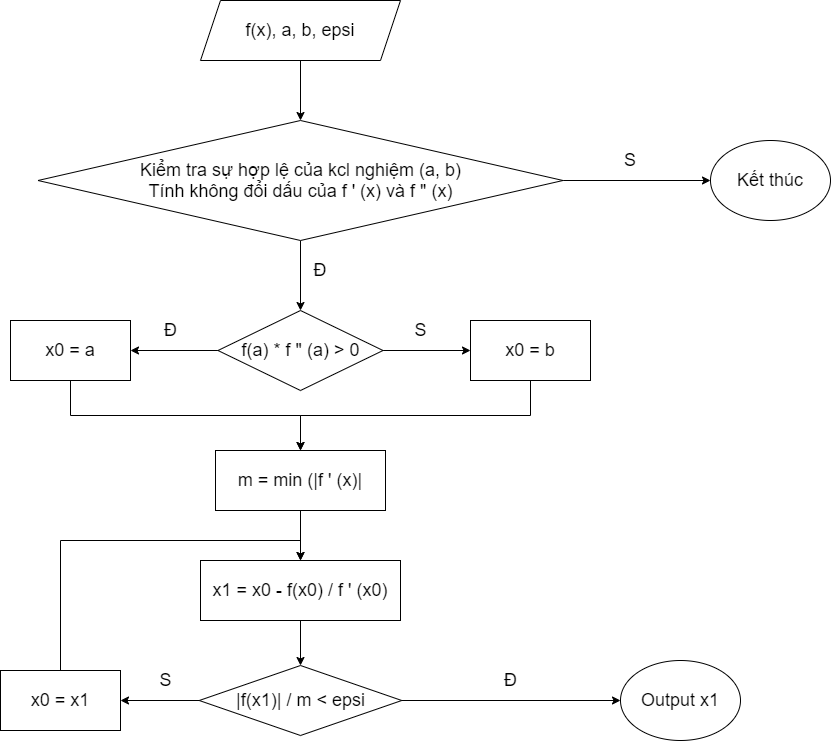 f(x), a, b, epsi
Kiểm tra sự hợp lệ của kcl nghiệm (a, b)
Tính không đổi dấu của f ' (x) và f " (x)
S
Kết thúc
Đ
f(a) * f " (a) > 0
Đ
x0 = a
S
x0 = b
m = min (|f ' (x)|
x1 = x0 - f(x0) / f ' (x0)
|f(x1)| / m < epsi
S
x0 = x1
Đ
Output x1